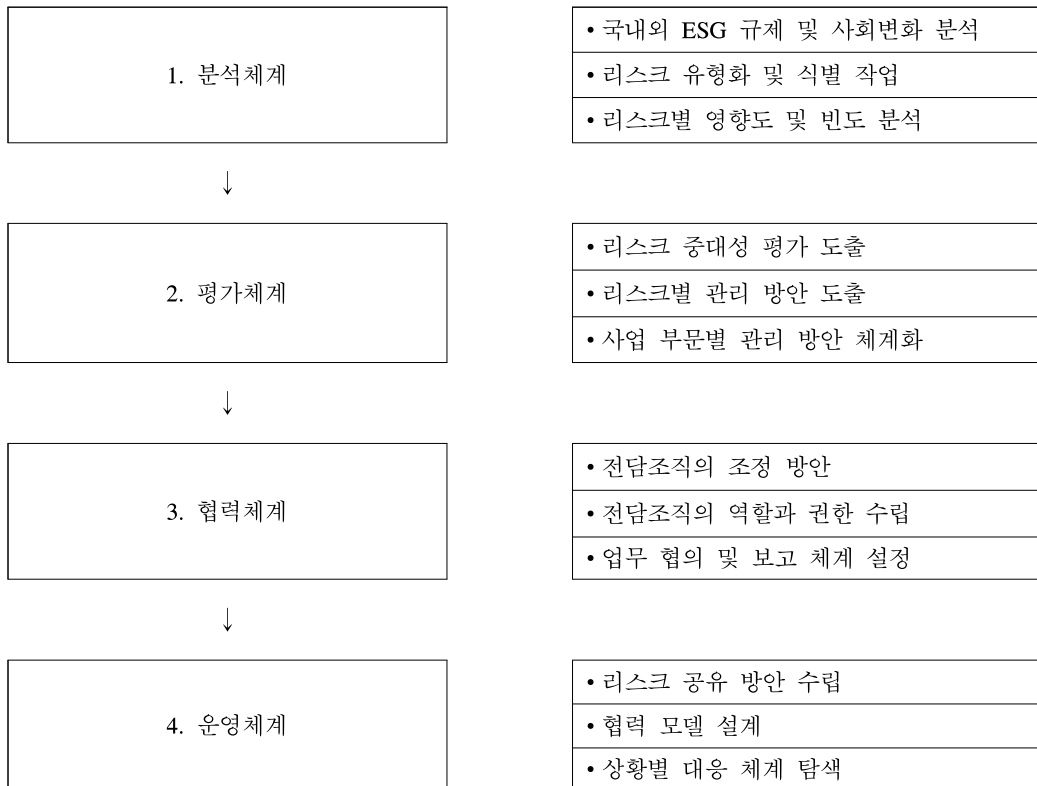 1. 분석체계
• 국내외 ESG 규제 및 사회변화 분석
• 리스크 유형화 및 식별 작업
• 리스크별 영향도 및 빈도 분석
↓
2. 평가체계
• 리스크 중대성 평가 도출
• 리스크별 관리 방안 도출
• 사업 부문별 관리 방안 체계화
↓
3. 협력체계
• 전담조직의 조정 방안
• 전담조직의 역할과 권한 수립
• 업무 협의 및 보고 체계 설정
↓
4. 운영체계
• 리스크 공유 방안 수립
• 협력 모델 설계
• 상황별 대응 체계 탐색